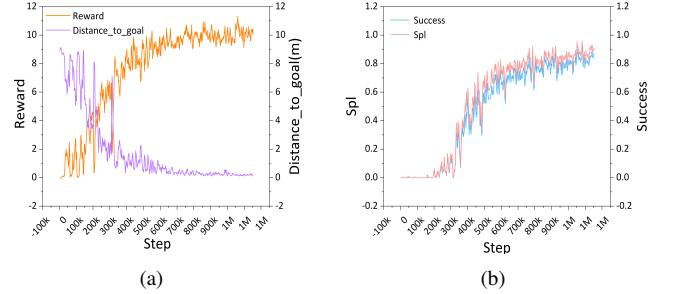 Reward
Distance_to_goal
12
10
8
6
4
2
0
-2
Reward
12
10
8
6
4
2
0
-2
Distance_to_goal(m)
-100k 0 100k 200k 300k 400k 500k 600k 700k 800k 900k 1M 1M 1M
Step
(a)
Success
Spl
1.2
1.0
0.8
0.6
0.4
0.2
0.0
-0.2
Spl
1.2
1.0
0.8
0.6
0.4
0.2
0.0
-0.2
Success
-100k 0 100k 200k 300k 400k 500k 600k 700k 800k 900k 1M 1M 1M
Step
(b)